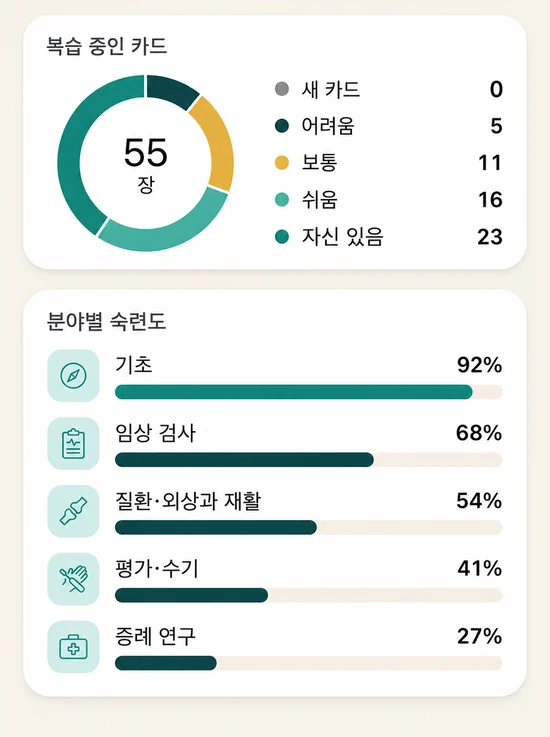 복습 중인 카드
55
장
새 카드 0
어려움 5
보통 11
쉬움 16
자신 있음 23
분야별 숙련도
기초 92%
임상 검사 68%
질환·외상과 재활 54%
평가·수기 41%
증례 연구 27%